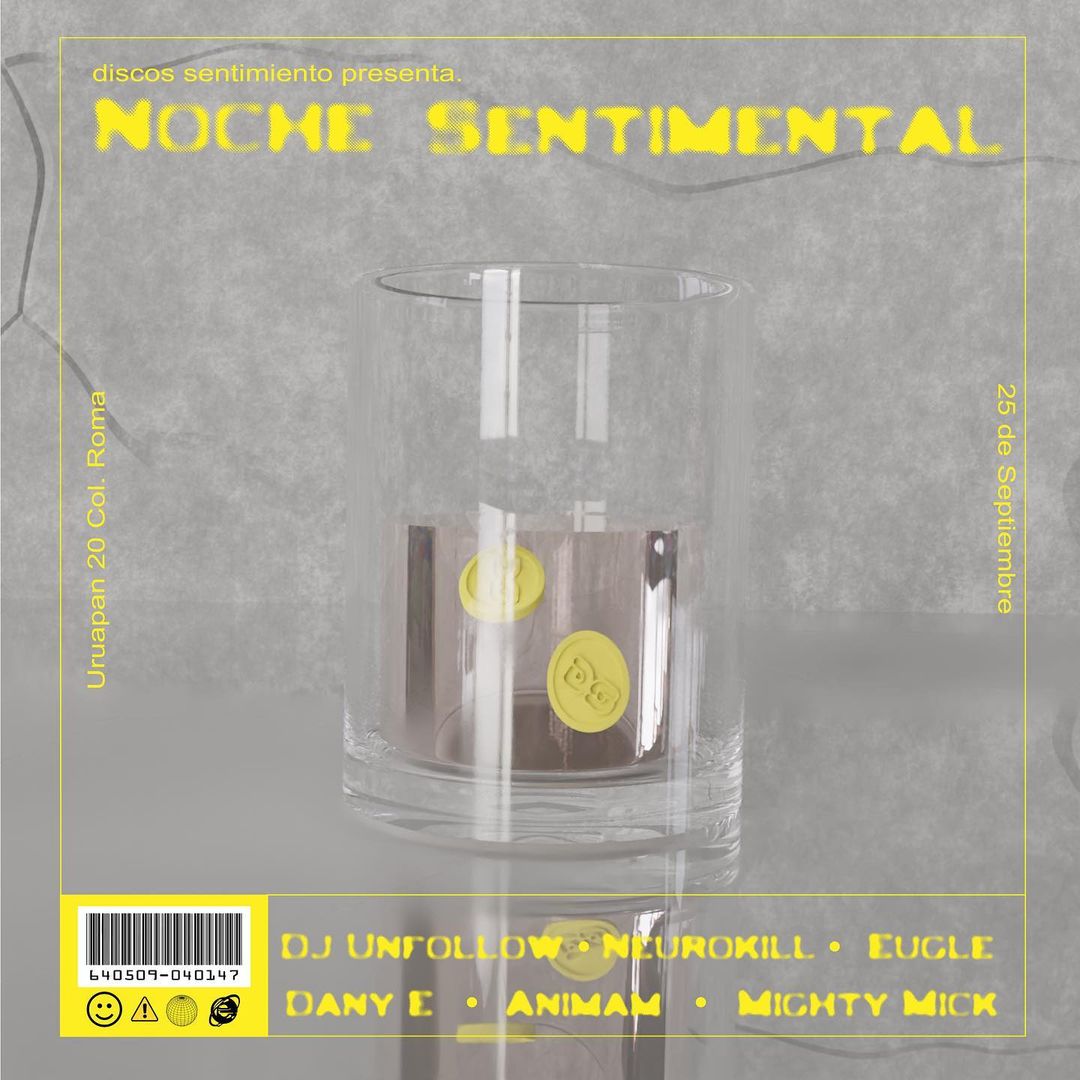 discos sentimiento presenta.
Noche Sentimental
Uruapan 20 Col. Roma
25 de Septiembre
DS
640509-040147
DJ Unfollow • Neurokill • Eugle
Dany E • Animam • Mighty Mick